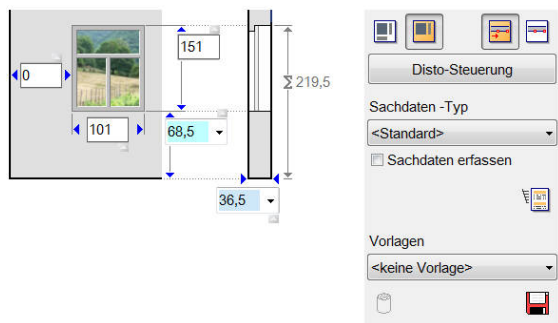 151
0
Σ 219,5
101
68,5
36,5
Disto-Steuerung
Sachdaten -Typ
<Standard>
Sachdaten erfassen
Vorlagen
<keine Vorlage>